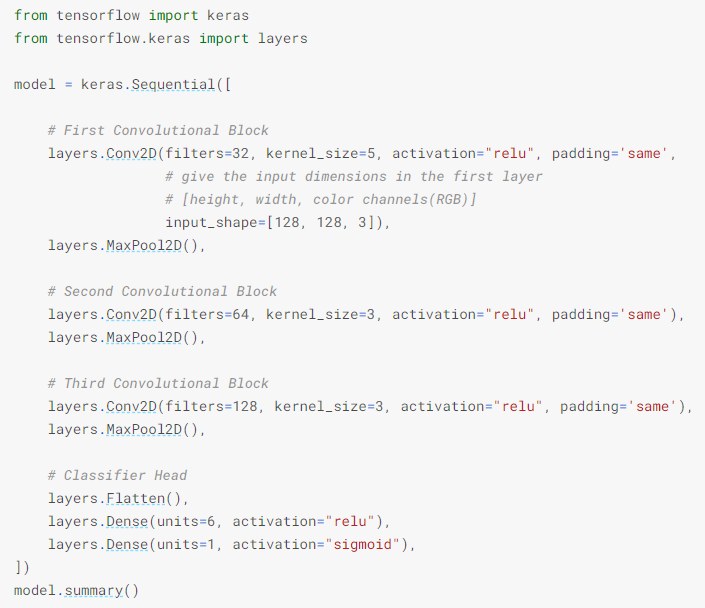 from tensorflow import keras
from tensorflow.keras import layers

model = keras.Sequential([

    # First Convolutional Block
    layers.Conv2D(filters=32, kernel_size=5, activation="relu", padding='same',
                  # give the input dimensions in the first layer
                  # [height, width, color channels(RGB)]
                  input_shape=[128, 128, 3]),
    layers.MaxPool2D(),

    # Second Convolutional Block
    layers.Conv2D(filters=64, kernel_size=3, activation="relu", padding='same'),
    layers.MaxPool2D(),

    # Third Convolutional Block
    layers.Conv2D(filters=128, kernel_size=3, activation="relu", padding='same'),
    layers.MaxPool2D(),

    # Classifier Head
    layers.Flatten(),
    layers.Dense(units=6, activation="relu"),
    layers.Dense(units=1, activation="sigmoid"),
])
model.summary()